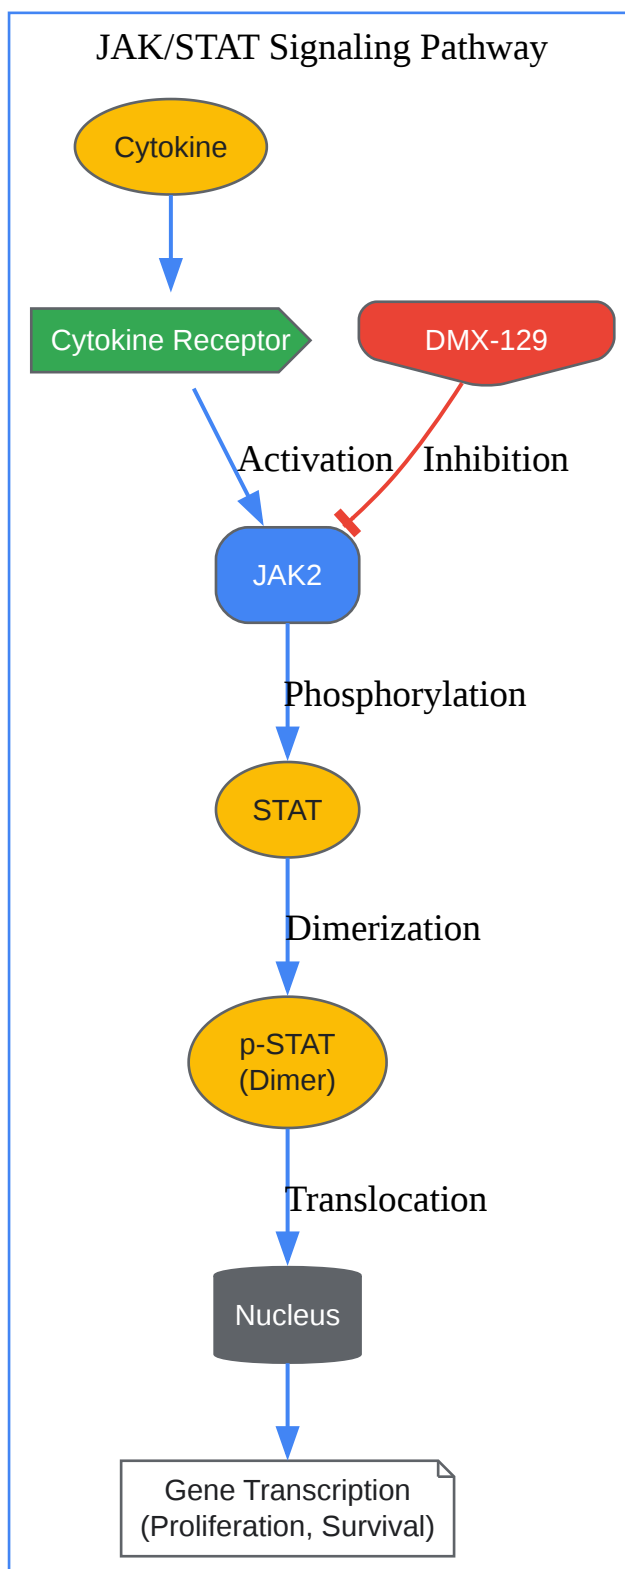 JAK/STAT Signaling Pathway
Cytokine
Cytokine Receptor
DMX-129
Activation
Inhibition
JAK2
Phosphorylation
STAT
Dimerization
p-STAT
(Dimer)
Translocation
Nucleus
Gene Transcription
(Proliferation, Survival)